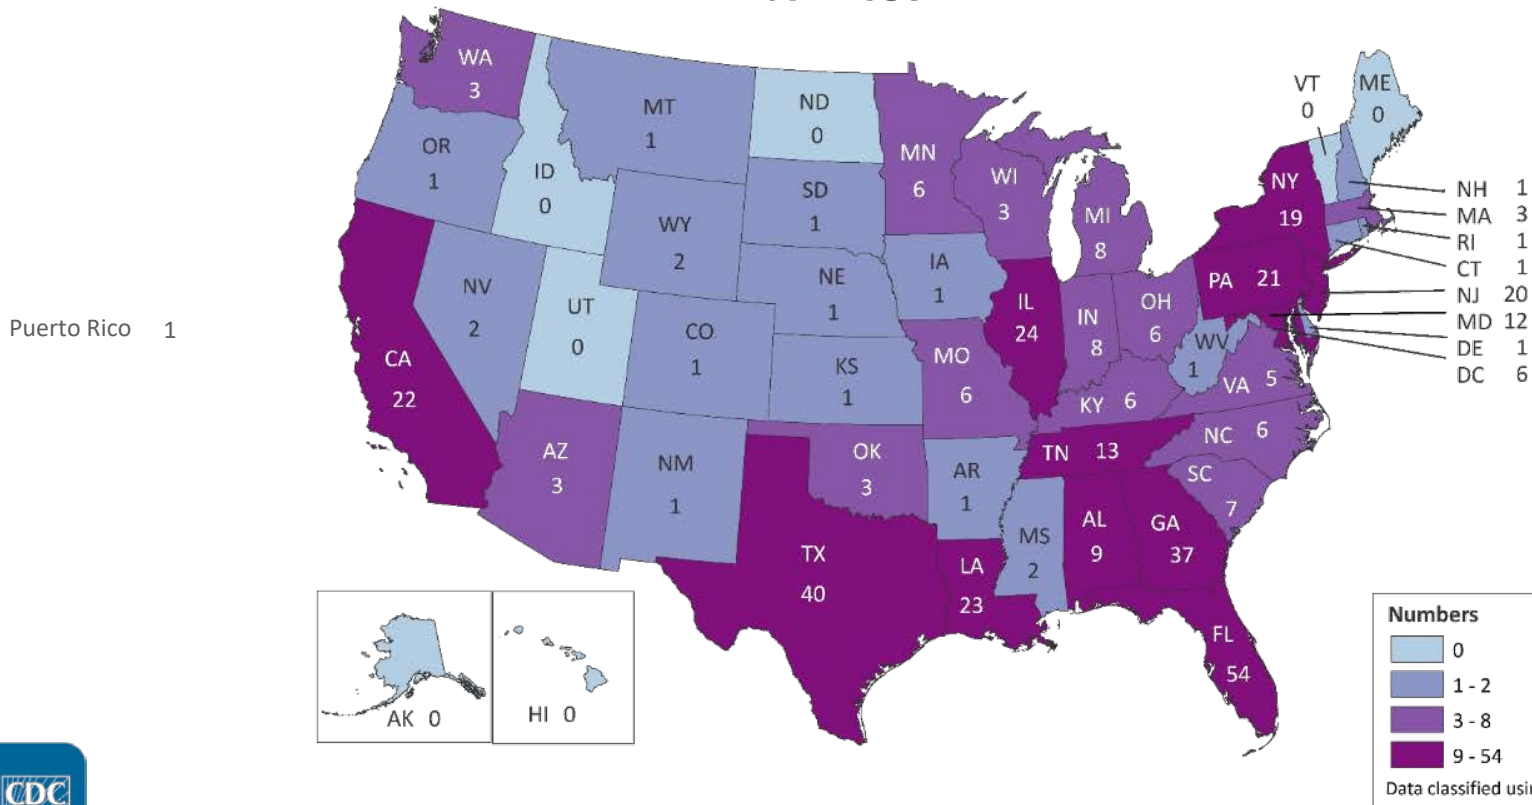 WA
3
OR
1
ID
0
MT
1
ND
0
MN
6
WI
3
MI
8
VT
0
ME
0
NY
19
NH 1
MA 3
RI 1
CT 1
NJ 20
MD 12
DE 1
DC 6
SD
1
WY
2
NV
2
UT
0
CO
1
NE
1
IA
1
KS
1
MO
6
IL
24
IN
8
OH
6
PA 21
WV
1
VA 5
KY 6
NC 6
TN 13
SC
7
CA
22
AZ
3
NM
1
OK
3
AR
1
TX
40
LA
23
MS
2
AL
9
GA
37
FL
54
AK 0
HI 0
Puerto Rico 1
Numbers
0
1 - 2
3 - 8
9 - 54
Data classified
CDC